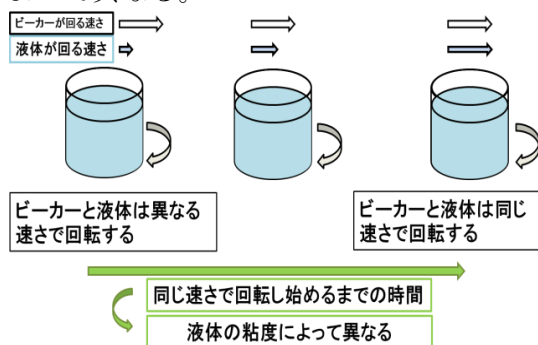 ビーカーが回る速さ
液体が回る速さ
ビーカーと液体は異なる
速さで回転する
ビーカーと液体は同じ
速さで回転する
同じ速さで回転し始めるまでの時間
液体の粘度によって異なる